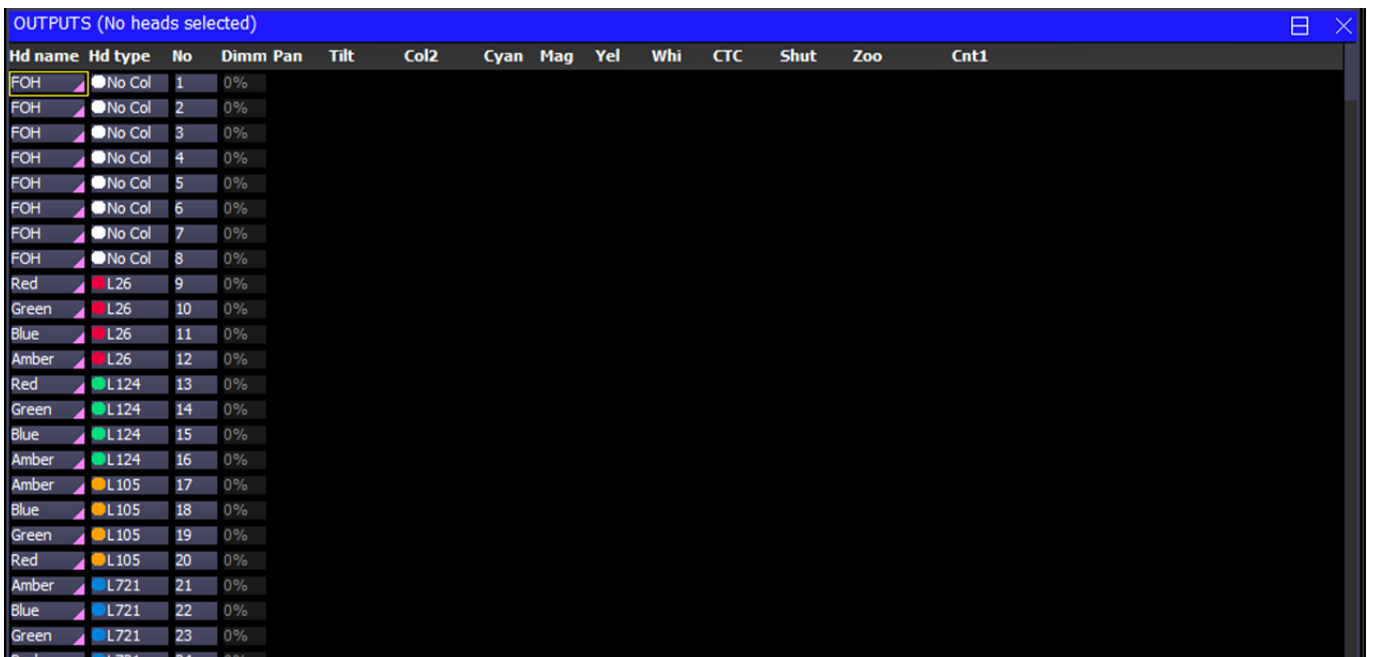 OUTPUTS (No heads selected)
Hd name Hd type No Dimm Pan Tilt Col2 Cyan Mag Yel Whi CTC Shut Zoo Cnt1
FOH No Col 1 0%
FOH No Col 2 0%
FOH No Col 3 0%
FOH No Col 4 0%
FOH No Col 5 0%
FOH No Col 6 0%
FOH No Col 7 0%
FOH No Col 8 0%
Red L26 9 0%
Green L26 10 0%
Blue L26 11 0%
Amber L26 12 0%
Red L124 13 0%
Green L124 14 0%
Blue L124 15 0%
Amber L124 16 0%
Amber L105 17 0%
Blue L105 18 0%
Green L105 19 0%
Red L105 20 0%
Amber L721 21 0%
Blue L721 22 0%
Green L721 23 0%